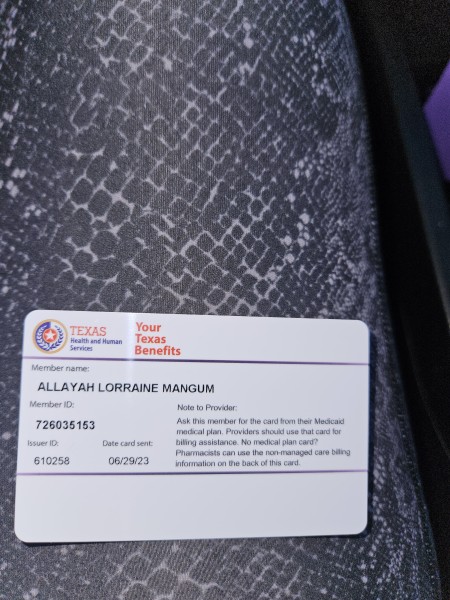 TEXAS
Health and Human
Services
Your
Texas
Benefits
Member name:
ALLAYAH LORRAINE MANGUM
Member ID:
726035153
Note to Provider:
Ask this member for the card from their Medicaid
medical plan. Providers should use that card for
billing assistance. No medical plan card?
Pharmacists can use the non-managed care billing
information on the back of this card.
Issuer ID:
Date card sent:
610258
06/29/23